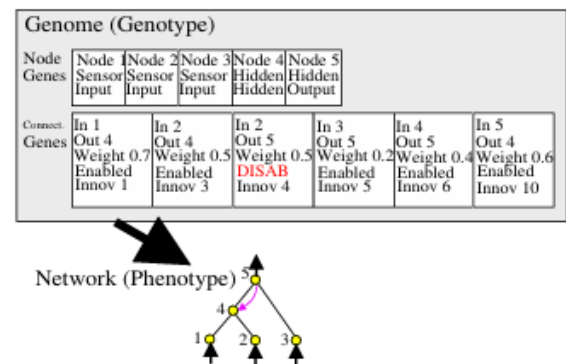 Genome (Genotype)
Node Genes
Node 1 Sensor Input
Node 2 Sensor Input
Node 3 Sensor Input
Node 4 Hidden Hidden
Node 5 Hidden Output
Connect. Genes
In 1
Out 4
Weight 0.7
Enabled
Innov 1
In 2
Out 4
Weight 0.5
Enabled
Innov 3
In 2
Out 5
Weight 0.5
DISAB
Innov 4
In 3
Out 5
Weight 0.2
Enabled
Innov 5
In 4
Out 5
Weight 0.4
Enabled
Innov 6
In 5
Out 4
Weight 0.6
Enabled
Innov 10
Network (Phenotype)
5
4
1 2 3